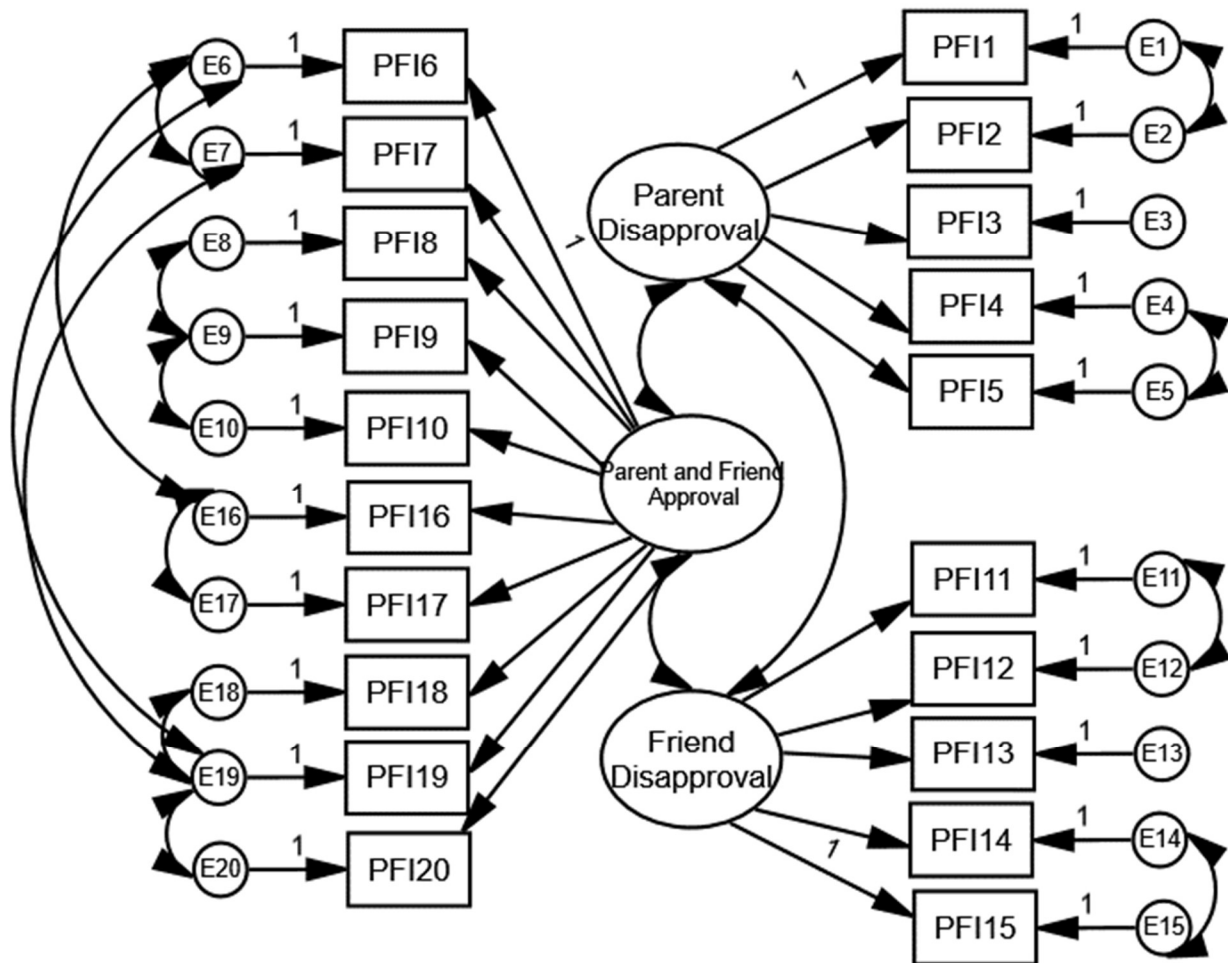 E6
1
PFI6
E7
1
PFI7
E8
1
PFI8
E9
1
PFI9
E10
1
PFI10
E16
1
PFI16
E17
1
PFI17
E18
1
PFI18
E19
1
PFI19
E20
1
PFI20
1
Parent
Disapproval
1
Parent and Friend
Approval
Friend
Disapproval
1
PFI1
1
E1
PFI2
1
E2
PFI3
1
E3
PFI4
1
E4
PFI5
1
E5
PFI11
1
E11
PFI12
1
E12
PFI13
1
E13
PFI14
1
E14
PFI15
1
E15